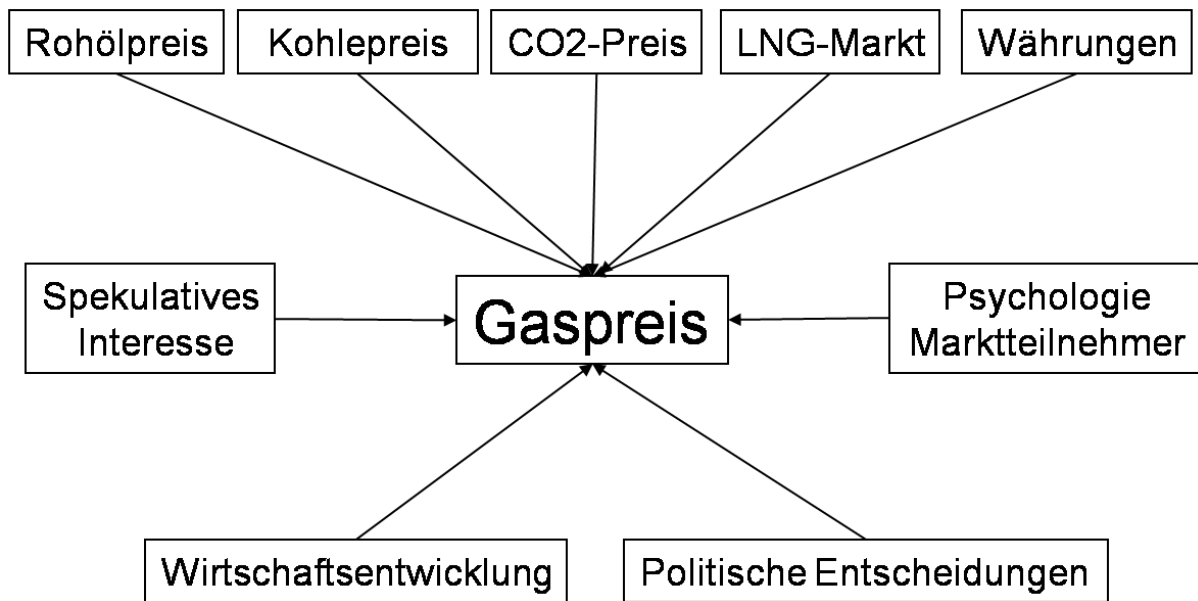 Rohölpreis
Kohlepreis
CO2-Preis
LNG-Markt
Währungen
Spekulatives
Interesse
Gaspreis
Psychologie
Marktteilnehmer
Wirtschaftsentwicklung
Politische Entscheidungen